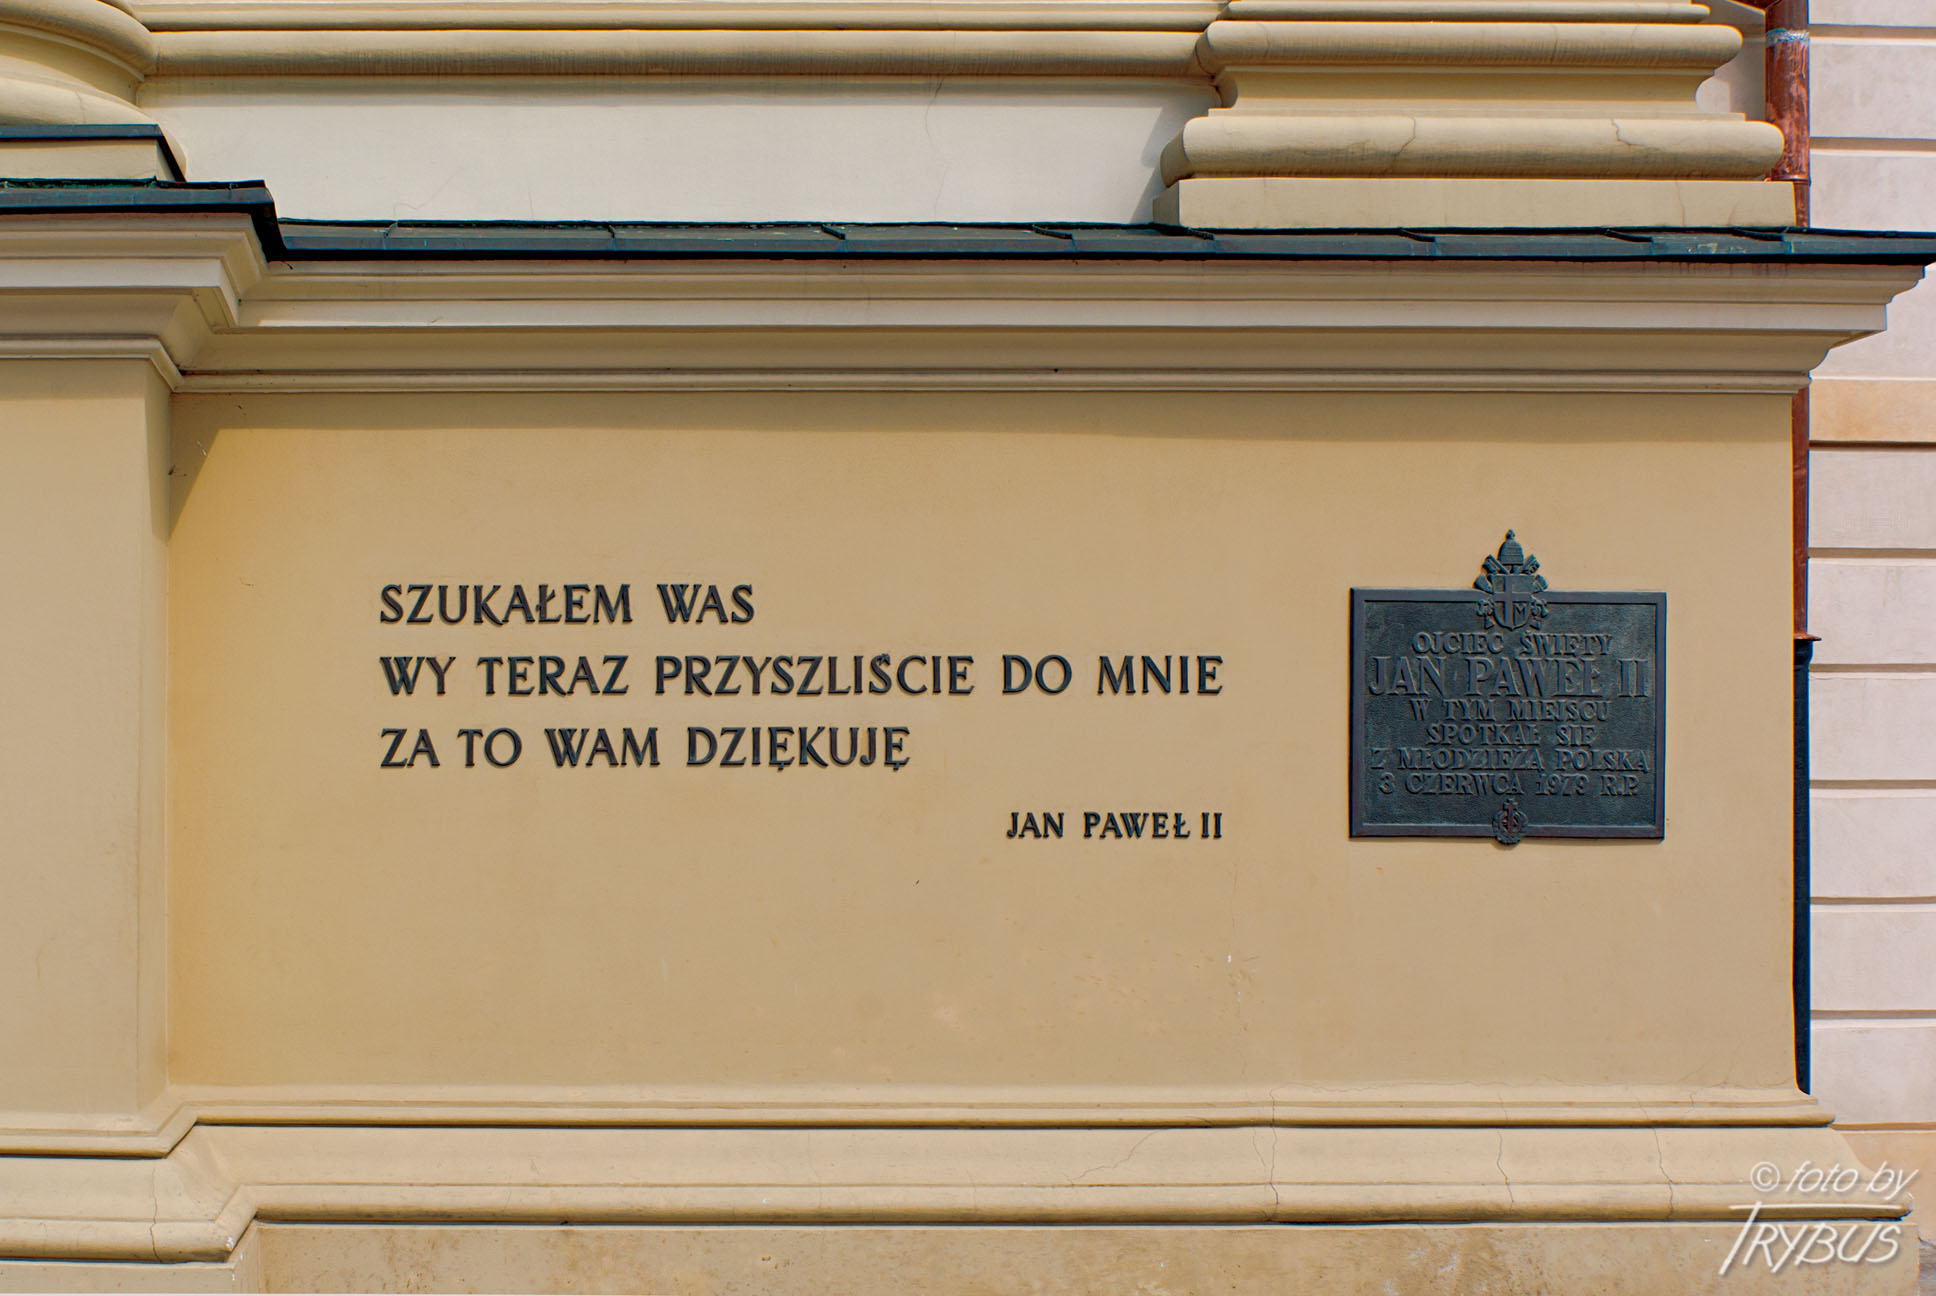 SZUKAŁEM WAS
WY TERAZ PRZYSZLIŚCIE DO MNIE
ZA TO WAM DZIĘKUJĘ
JAN PAWEŁ II
M
OJCIEC ŚWIĘTY
JAN PAWEŁ II
W TYM MIEJSCU
SPOTKAŁ SIĘ
Z MŁODZIEŻĄ POLSKĄ
3 CZERWCA 1979 R.P.
© foto by
TRYBUS